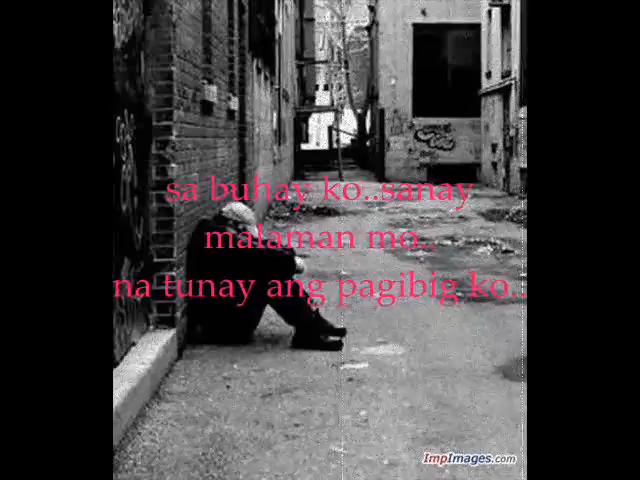 sa buhay ko..sanay
malaman mo..
na tunay ang pagibig ko..
ImpImages.com